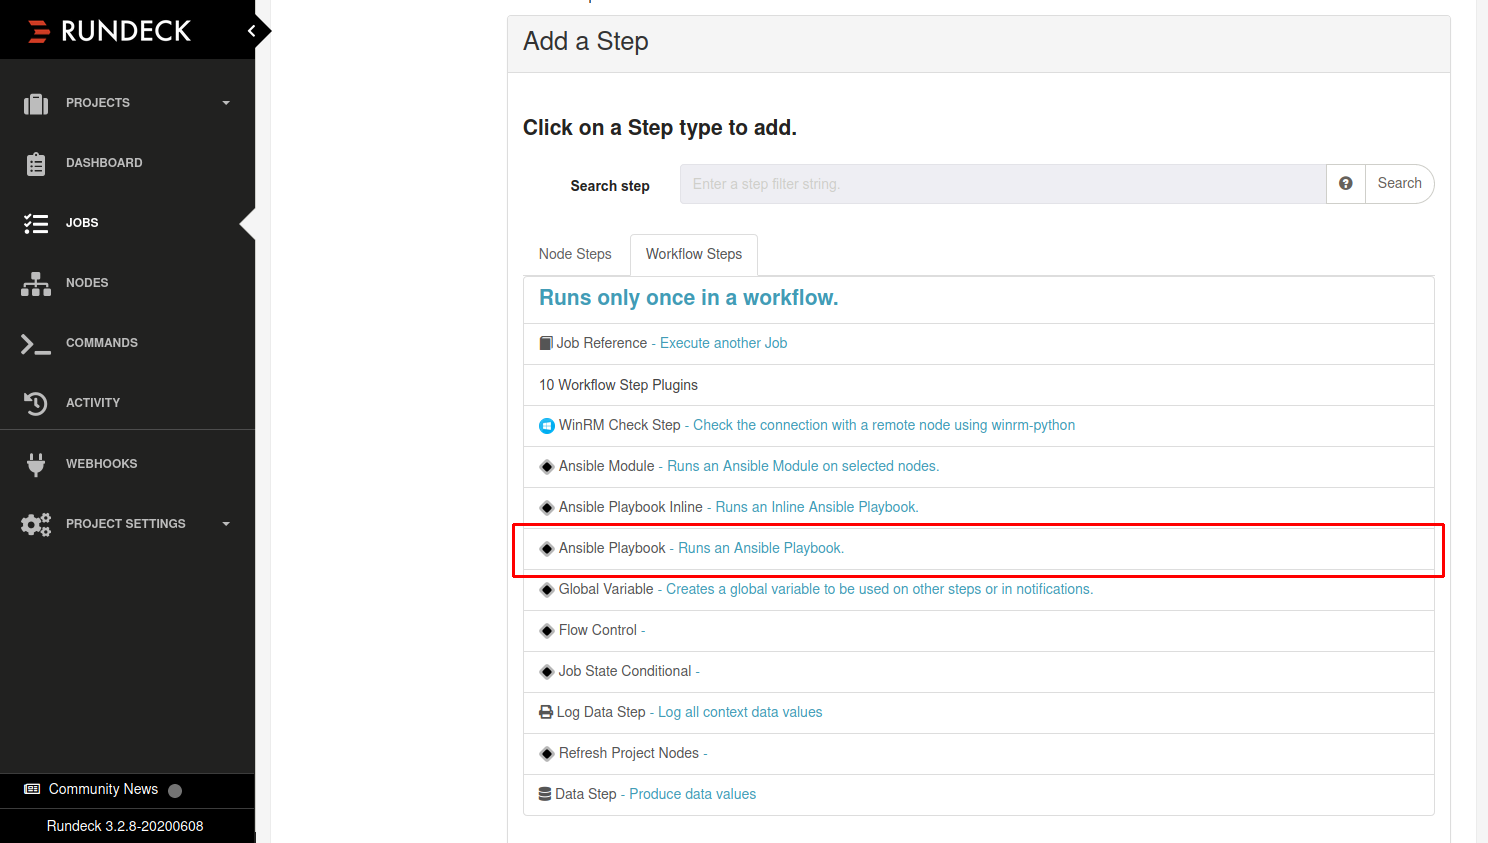 RUNDECK
PROJECTS
DASHBOARD
JOBS
NODES
COMMANDS
ACTIVITY
WEBHOOKS
PROJECT SETTINGS
Community News
Rundeck 3.2.8-20200608
Add a Step
Click on a Step type to add.
Search step
Enter a step filter string.
Search
Node Steps
Workflow Steps
Runs only once in a workflow.
Job Reference - Execute another Job
10 Workflow Step Plugins
WinRM Check Step - Check the connection with a remote node using winrm-python
Ansible Module - Runs an Ansible Module on selected nodes.
Ansible Playbook Inline - Runs an Inline Ansible Playbook.
Ansible Playbook - Runs an Ansible Playbook.
Global Variable - Creates a global variable to be used on other steps or in notifications.
Flow Control -
Job State Conditional -
Log Data Step - Log all context data values
Refresh Project Nodes -
Data Step - Produce data values